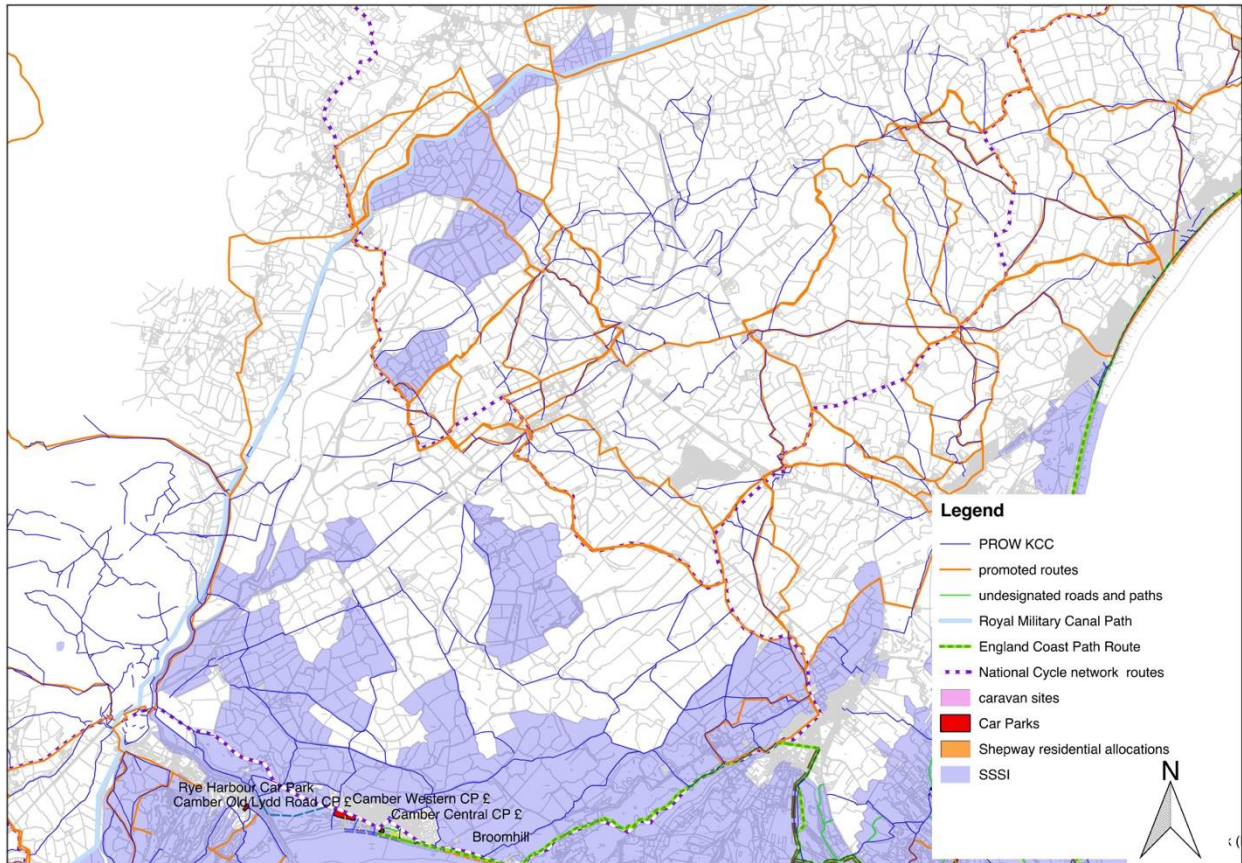 Legend
PROW KCC
promoted routes
undesignated roads and paths
Royal Military Canal Path
England Coast Path Route
National Cycle network routes
caravan sites
Car Parks
Shepway residential allocations
SSSI
N
Rye Harbour Car Park
Camber Old Lydd Road CP £
Camber Western CP £
Camber Central CP £
Broomhill